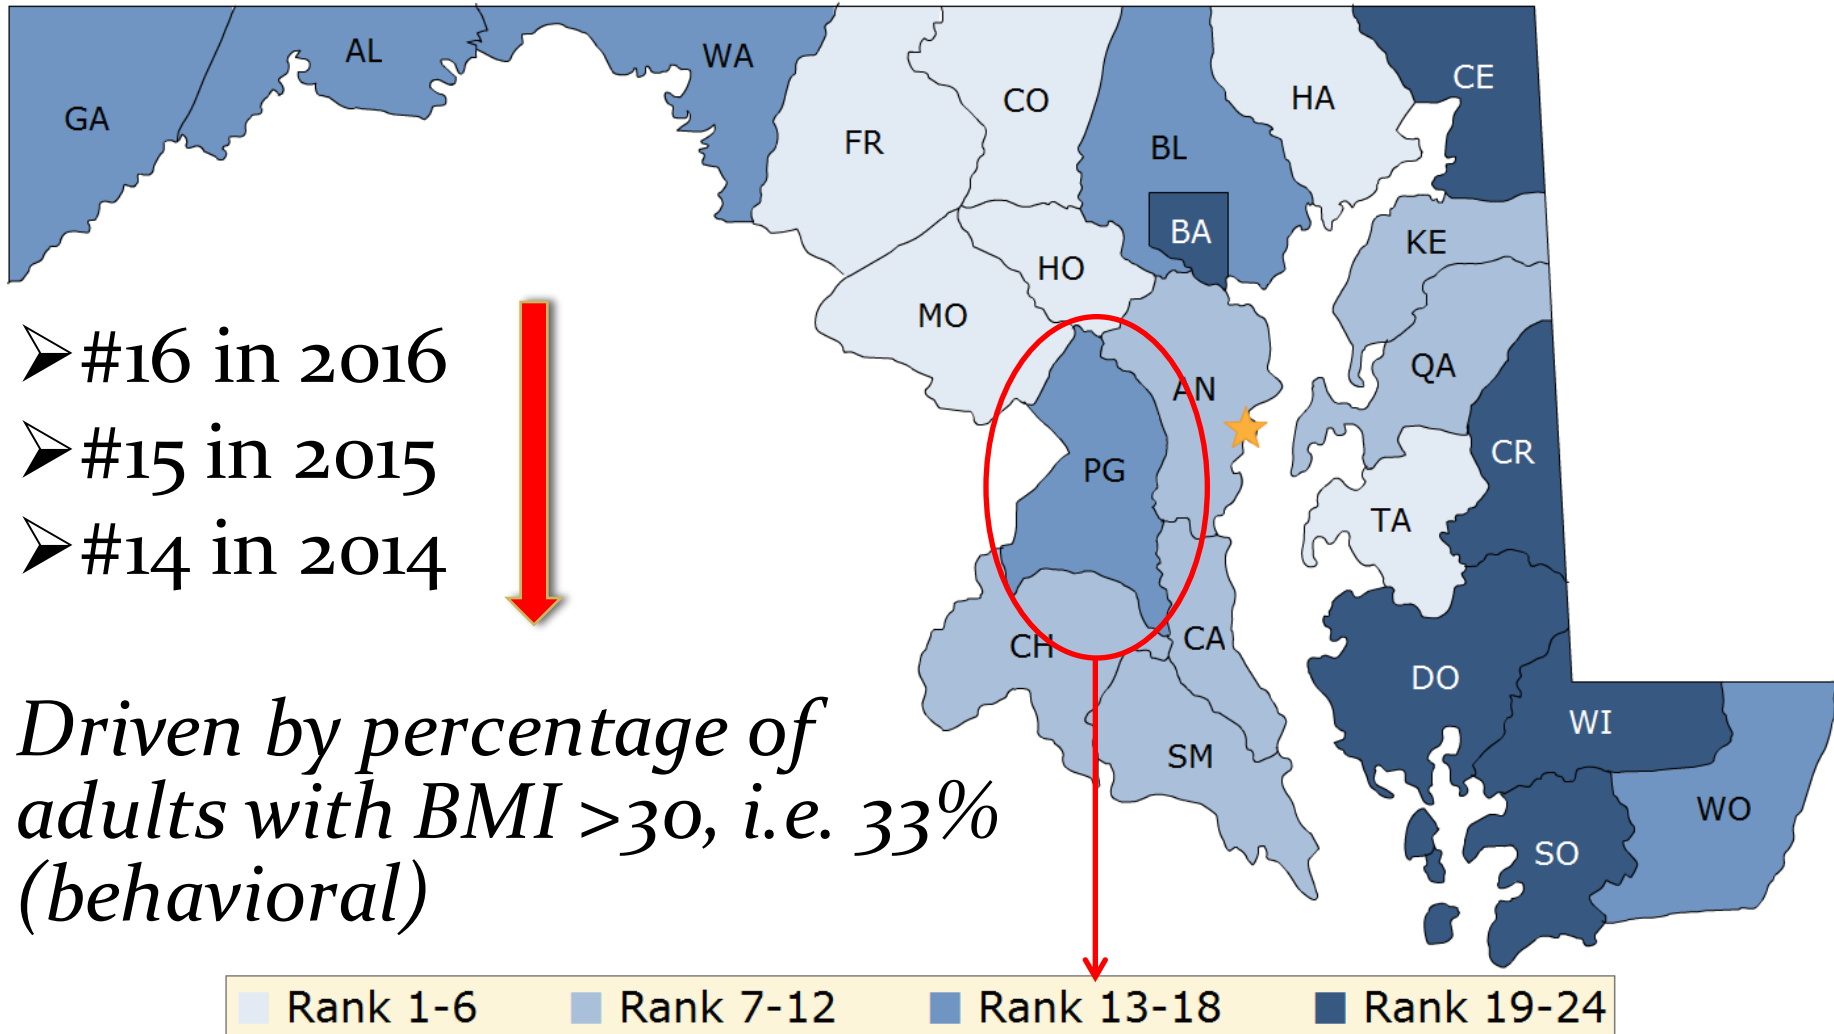 GA
AL
WA
FR
CO
BL
HA
CE
BA
KE
HO
MO
QA
AN
CR
PG
TA
CH
CA
DO
WI
SM
WO
SO
➢#16 in 2016
➢#15 in 2015
➢#14 in 2014
Driven by percentage of
adults with BMI >30, i.e. 33%
(behavioral)
Rank 1-6 Rank 7-12 Rank 13-18 Rank 19-24